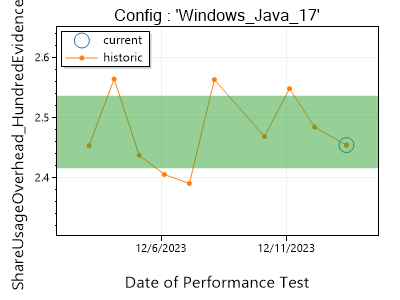 Config : 'Windows_Java_17'
current
historic
ShareUsageOverhead_HundredEvidence
2.6
2.5
2.4
12/6/2023
12/11/2023
Date of Performance Test